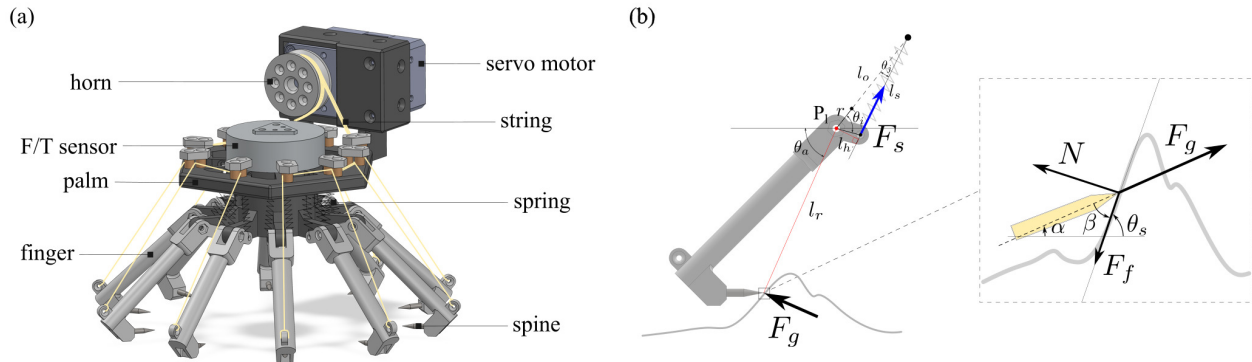 (a)
horn
F/T sensor
palm
finger
servo motor
string
spring
spine
(b)
θ_s
l_o
l_s
P_1
r
θ_i
l_h
F_s
θ_a
l_r
F_g
N
F_g
α
β
θ_s
F_f